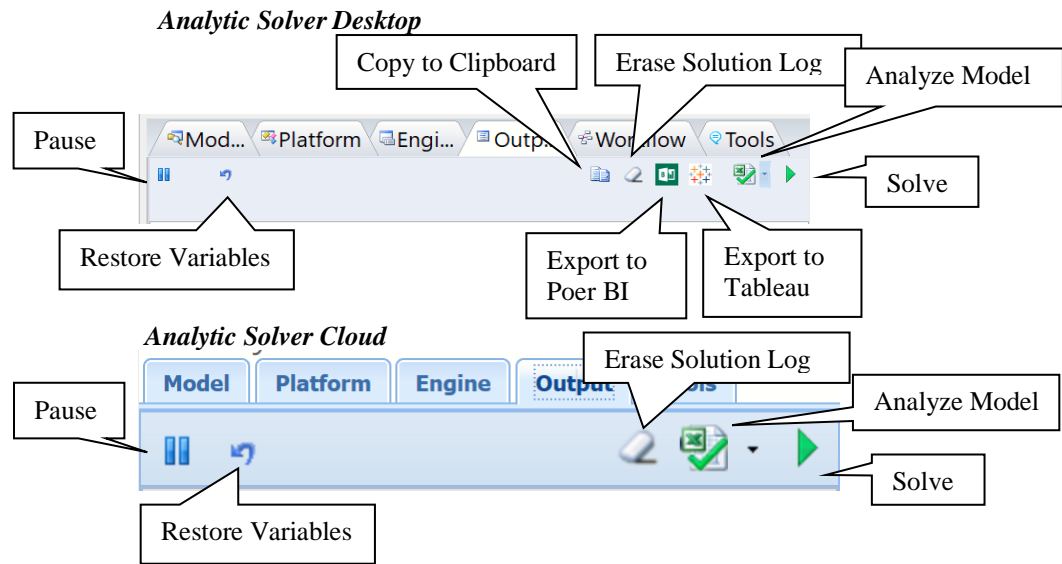 Analytic Solver Desktop
Copy to Clipboard
Erase Solution Log
Analyze Model
Pause
Mod... Platform Engi... Outp... Workflow Tools
Solve
Restore Variables
Export to
Poer BI
Export to
Tableau
Analytic Solver Cloud
Erase Solution Log
Model Platform Engine Output
Pause
Analyze Model
Solve
Restore Variables